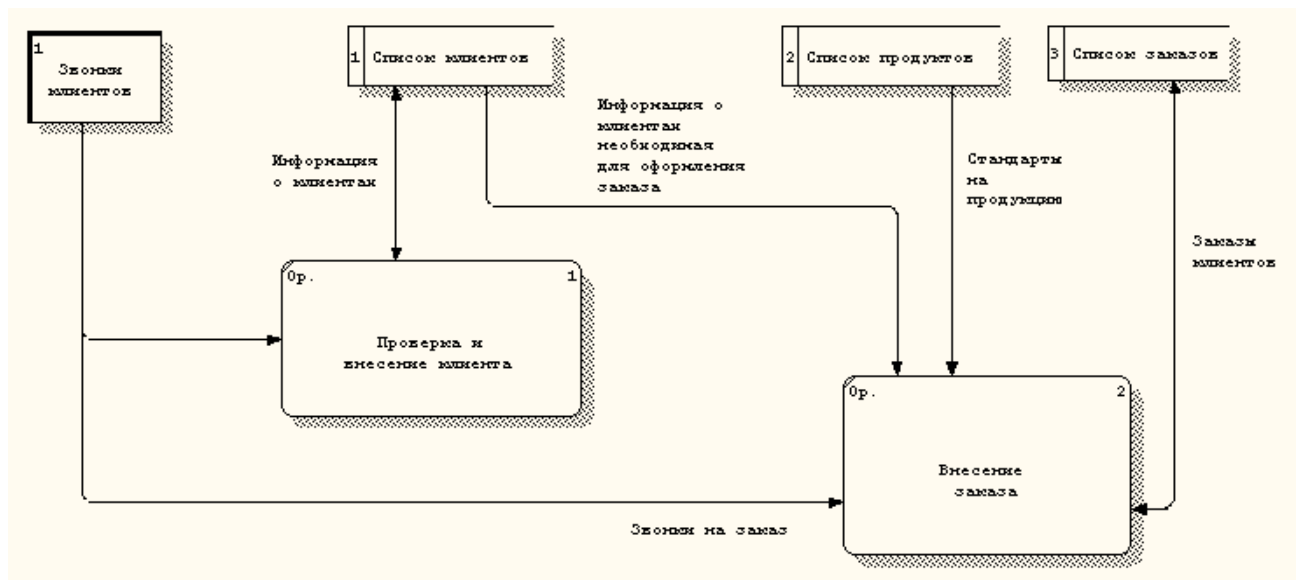 1
Звонки
клиентов
1 Список клиентов
2 Список продуктов
3 Список заказов
Информация
о клиентах
Информация о
клиентах
необходимая
для оформления
заказа
Стандарты
на
продукцию
Заказы
клиентов
0р. 1
Проверка и
внесение клиента
0р. 2
Внесение
заказа
Звонки на заказ